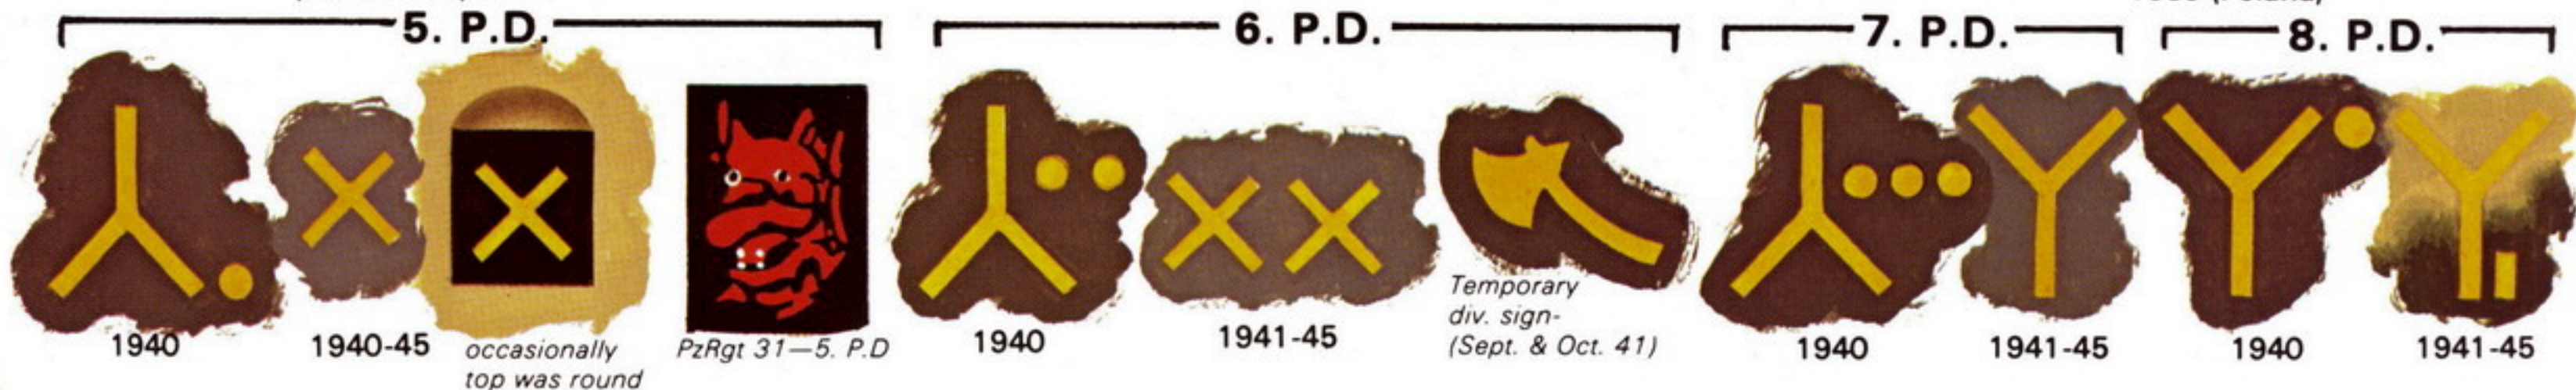 5. P.D.
6. P.D.
7. P.D.
8. P.D.
1940
1940-45
occasionally
top was round
PzRgt 31—5. P.D
1940
1941-45
Temporary
div. sign-
(Sept. & Oct. 41)
1940
1941-45
1940
1941-45